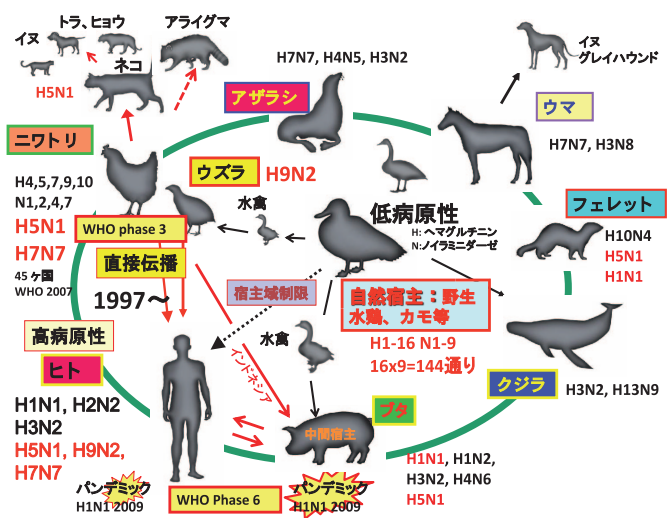 トラ、ヒョウ
アライグマ
イヌ
ネコ
H5N1
H7N7, H4N5, H3N2
アザラシ
イヌ
グレイハウンド
ウマ
H7N7, H3N8
ニワトリ
H4,5,7,9,10
N1,2,4,7
H5N1
H7N7
45 ヶ国
WHO 2007
ウズラ
H9N2
水禽
WHO phase 3
直接伝播
1997〜
低病原性
H: ヘマグルチニン
N:ノイラミニダーゼ
フェレット
H10N4
H5N1
H1N1
宿主域制限
自然宿主：野生
水鶏、カモ等
H1-16 N1-9
16x9=144通り
高病原性
ヒト
H1N1, H2N2
H3N2
H5N1, H9N2,
H7N7
インドネシア
水禽
クジラ
H3N2, H13N9
ブタ
中間宿主
H1N1, H1N2,
H3N2, H4N6
H5N1
パンデミック
H1N1 2009
WHO Phase 6
パンデミック
H1N1 2009